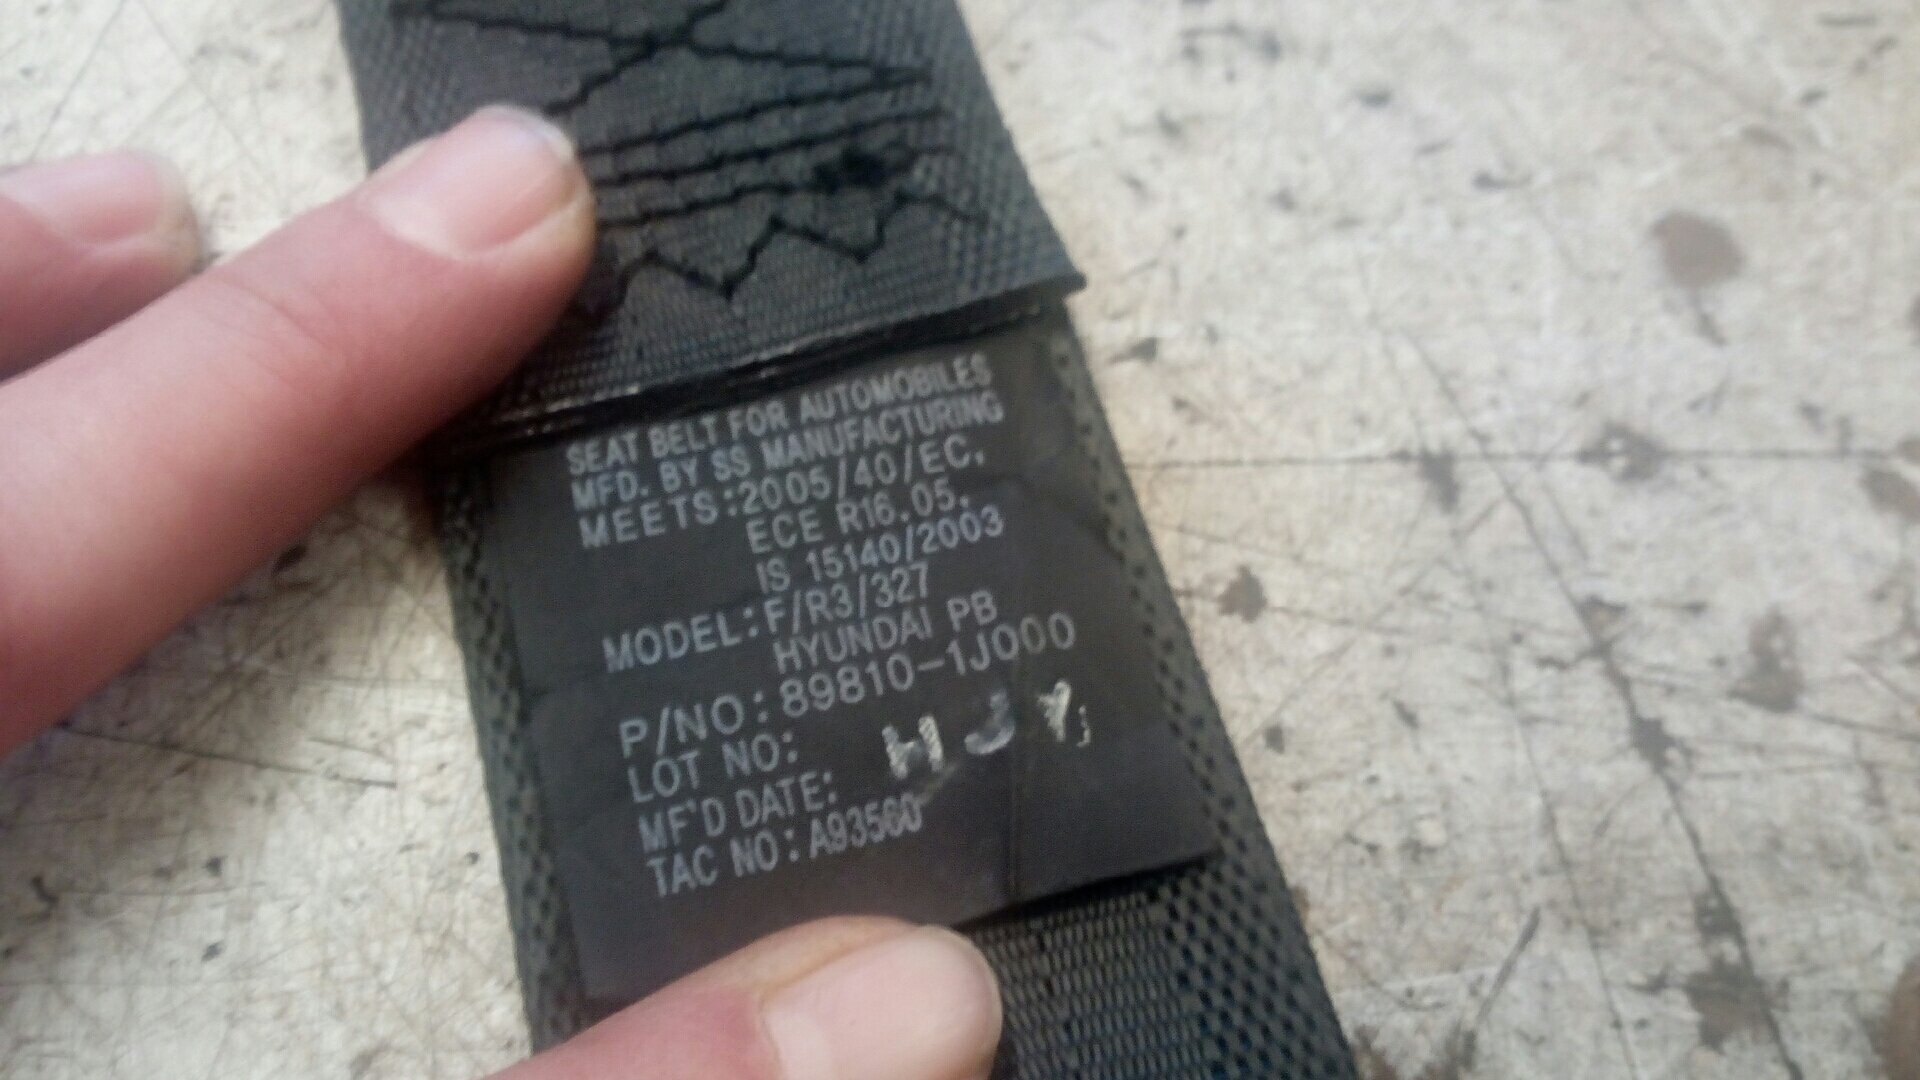 SEAT BELT FOR AUTOMOBILES
MFD. BY SS MANUFACTURING
MEETS:2005/40/EC,
ECE R16.05,
IS 15140/2003
MODEL:F/R3/327
HYUNDAI PB
P/NO:89810-1J000
LOT NO:
H J
MF'D DATE:
TAC NO:A93560